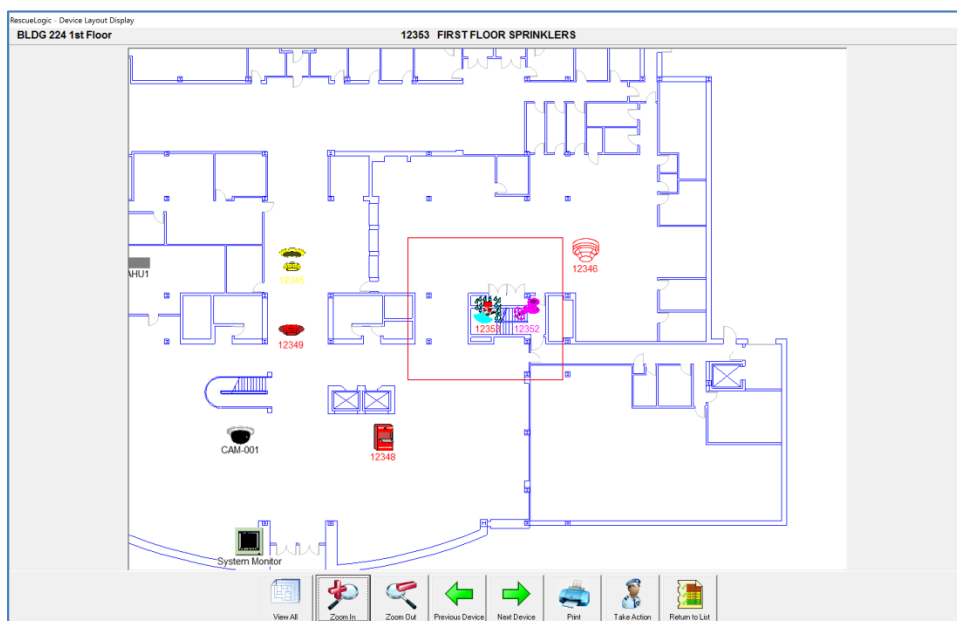 RescueLogic - Device Layout Display
BLDG 224 1st Floor
12353 FIRST FLOOR SPRINKLERS
12346
AHU1
12345
12353
12352
12349
CAM-001
12348
System Monitor
View All
Zoom In
Zoom Out
Previous Device
Next Device
Print
Take Action
Return to List